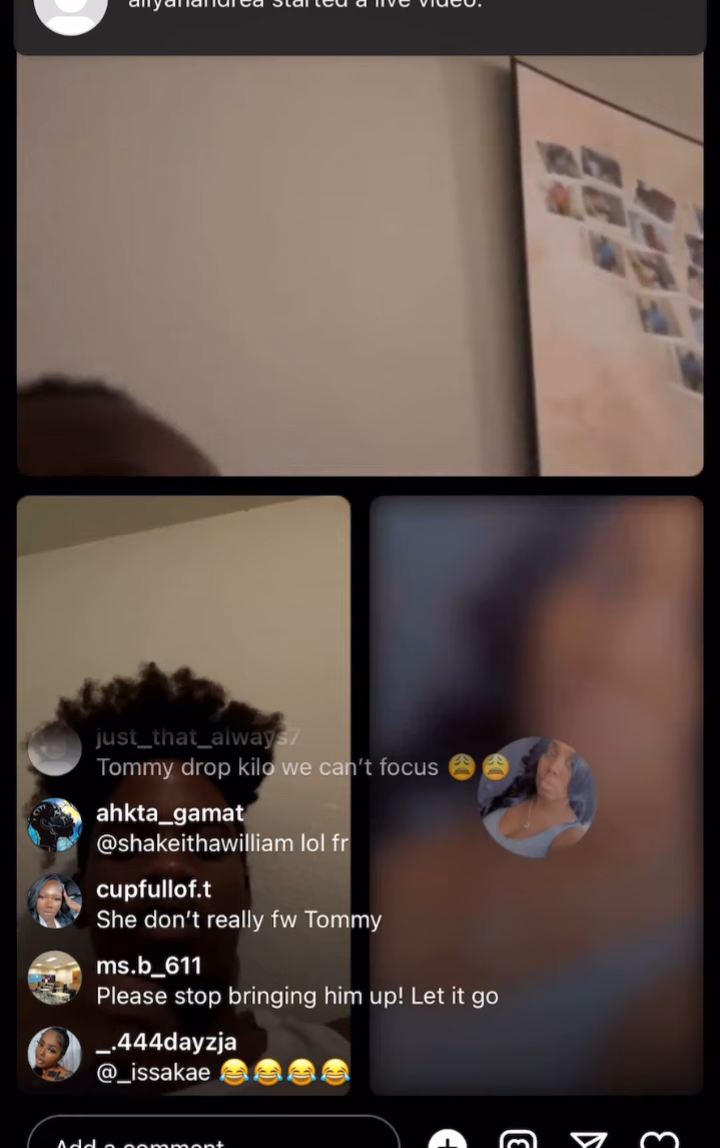 aliyahandrea started a live video.
just_that_always7
Tommy drop kilo we can't focus 😩😩
ahkta_gamat
@shakeithawilliam lol fr
cupfullof.t
She don't really fw Tommy
ms.b_611
Please stop bringing him up! Let it go
_.444dayzja
@_issakae 😂😂😂😂
Add a comment